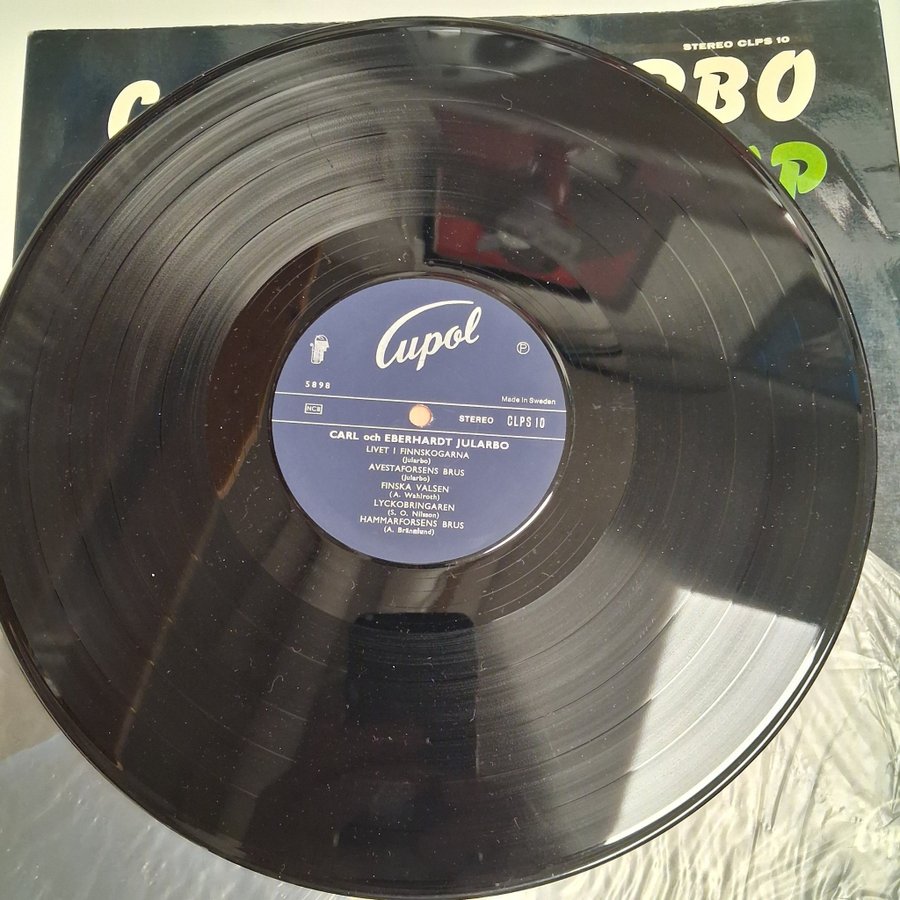 STEREO CLPS 10
RBO
P
Cupol
Ⓟ
5898
Made in Sweden
NCB
STEREO CLPS 10
CARL och EBERHARDT JULARBO
LIVET I FINNSKOGARNA
(Jularbo)
AVESTAFORSENS BRUS
(Jularbo)
FINSKA VALSEN
(A. Wahlroth)
LYCKOBRINGAREN
(S. O. Nilsson)
HAMMARFORSENS BRUS
(A. Brännlund)